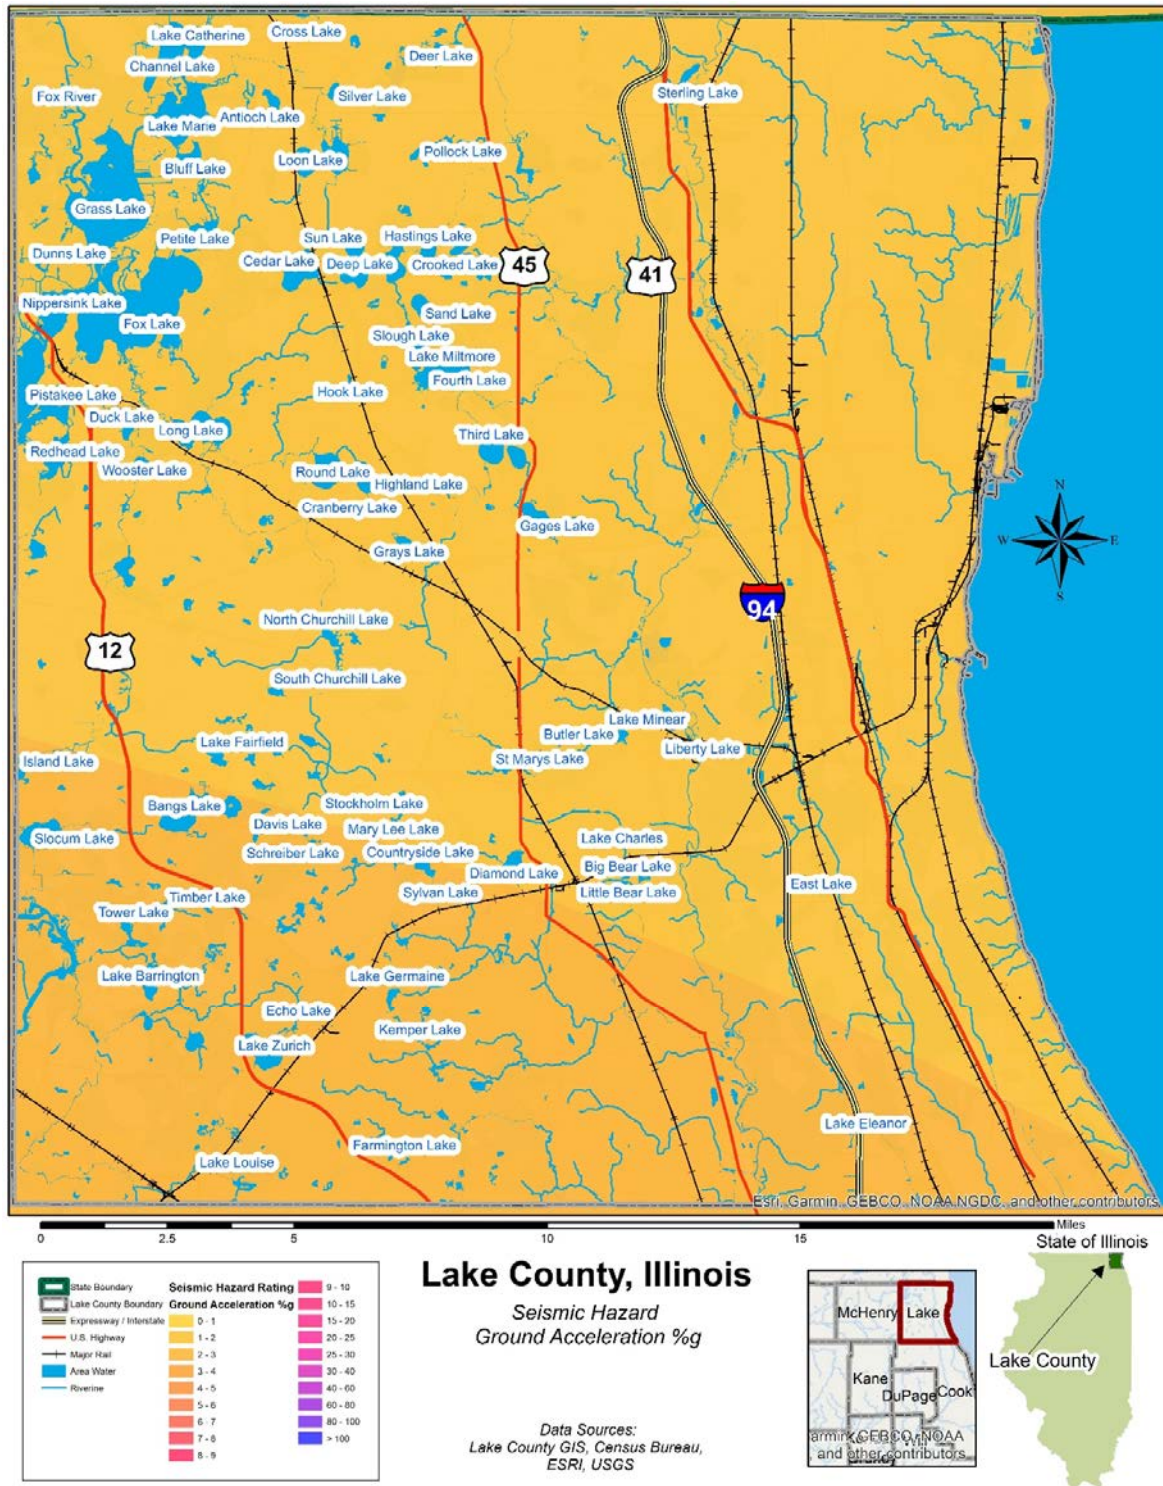 Cross Lake
Lake Catherine
Deer Lake
Channel Lake
Fox River
Silver Lake
Sterling Lake
Antioch Lake
Lake Marie
Pollock Lake
Loon Lake
Bluff Lake
Grass Lake
Petite Lake
Sun Lake
Hastings Lake
Dunns Lake
Cedar Lake
Deep Lake
Crooked Lake
45
41
Nippersink Lake
Fox Lake
Sand Lake
Slough Lake
Lake Miltmore
Fourth Lake
Hook Lake
Pistakee Lake
Duck Lake
Long Lake
Third Lake
Redhead Lake
Wooster Lake
Round Lake
Highland Lake
Cranberry Lake
Gages Lake
N
W
E
S
Grays Lake
94
North Churchill Lake
12
South Churchill Lake
Lake Minear
Butler Lake
Lake Fairfield
Liberty Lake
Island Lake
St Marys Lake
Bangs Lake
Stockholm Lake
Davis Lake
Mary Lee Lake
Slocum Lake
Lake Charles
Schreiber Lake
Countryside Lake
Big Bear Lake
Diamond Lake
East Lake
Sylvan Lake
Little Bear Lake
Timber Lake
Tower Lake
Lake Barrington
Lake Germaine
Echo Lake
Kemper Lake
Lake Zurich
Lake Eleanor
Farmington Lake
Lake Louise
Esri, Garmin, GEBCO, NOAA NGDC, and other contributors
0 2.5 5 10 15 Miles
State Boundary
Lake County Boundary
Expressway / Interstate
U.S. Highway
Major Rail
Area Water
Riverine
Seismic Hazard Rating
Ground Acceleration %g
0 - 1
1 - 2
2 - 3
3 - 4
4 - 5
5 - 6
6 - 7
7 - 8
8 - 9
9 - 10
10 - 15
15 - 20
20 - 25
25 - 30
30 - 40
40 - 60
60 - 80
80 - 100
> 100
Lake County, Illinois
Seismic Hazard
Ground Acceleration %g
Data Sources:
Lake County GIS, Census Bureau,
ESRI, USGS
McHenry
Lake
Kane
DuPage
Cook
GEBCO, NOAA
and other contributors
State of Illinois
Lake County